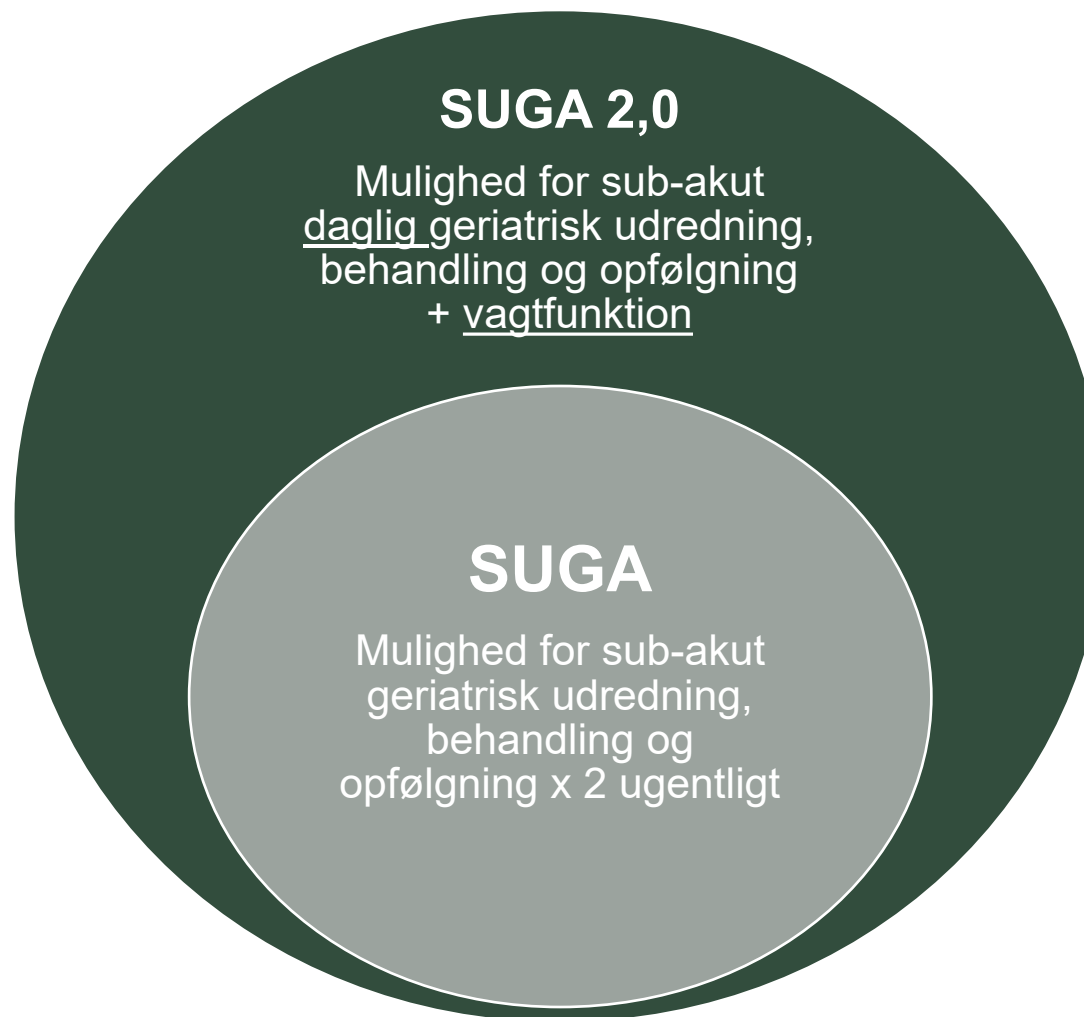 SUGA 2,0
Mulighed for sub-akut
daglig geriatrisk udredning,
behandling og opfølgning
+ vagtfunktion
SUGA
Mulighed for sub-akut
geriatrisk udredning,
behandling og
opfølgning x 2 ugentligt